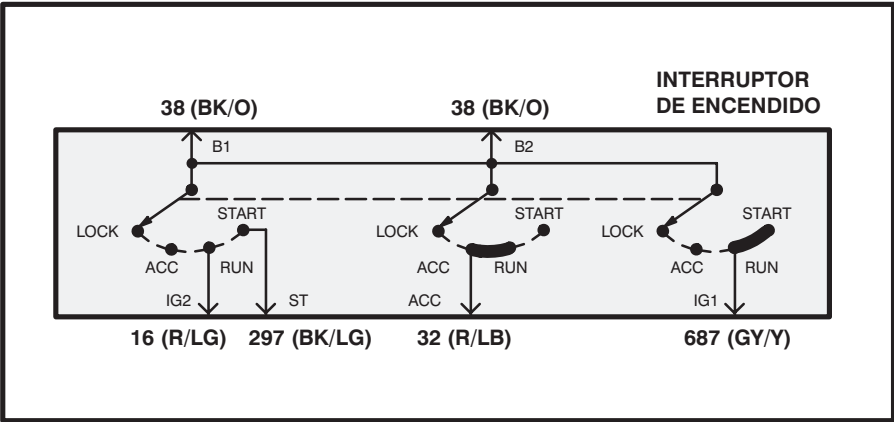 INTERRUPTOR
DE ENCENDIDO
38 (BK/O)
38 (BK/O)
B1
B2
LOCK
START
ACC
RUN
IG2
ST
LOCK
START
ACC
RUN
ACC
LOCK
START
ACC
RUN
IG1
16 (R/LG)
297 (BK/LG)
32 (R/LB)
687 (GY/Y)